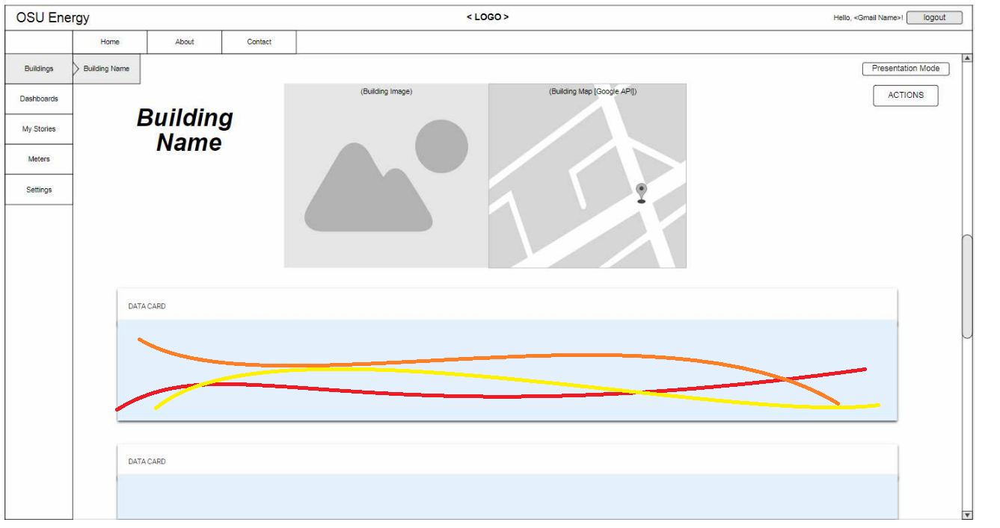 OSU Energy
< LOGO >
Hello, <Gmail Name>!
logout
Home
About
Contact
Buildings
Building Name
Presentation Mode
Dashboards
My Stories
Meters
Settings
Building
Name
(Building Image)
(Building Map [Google API])
ACTIONS
DATA CARD
DATA CARD